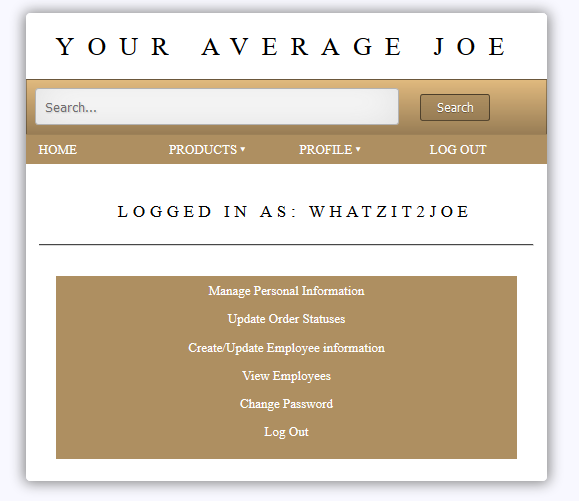 YOUR AVERAGE JOE
Search...
Search
HOME PRODUCTS ▾ PROFILE ▾ LOG OUT
LOGGED IN AS: WHATZIT2JOE
Manage Personal Information
Update Order Statuses
Create/Update Employee information
View Employees
Change Password
Log Out